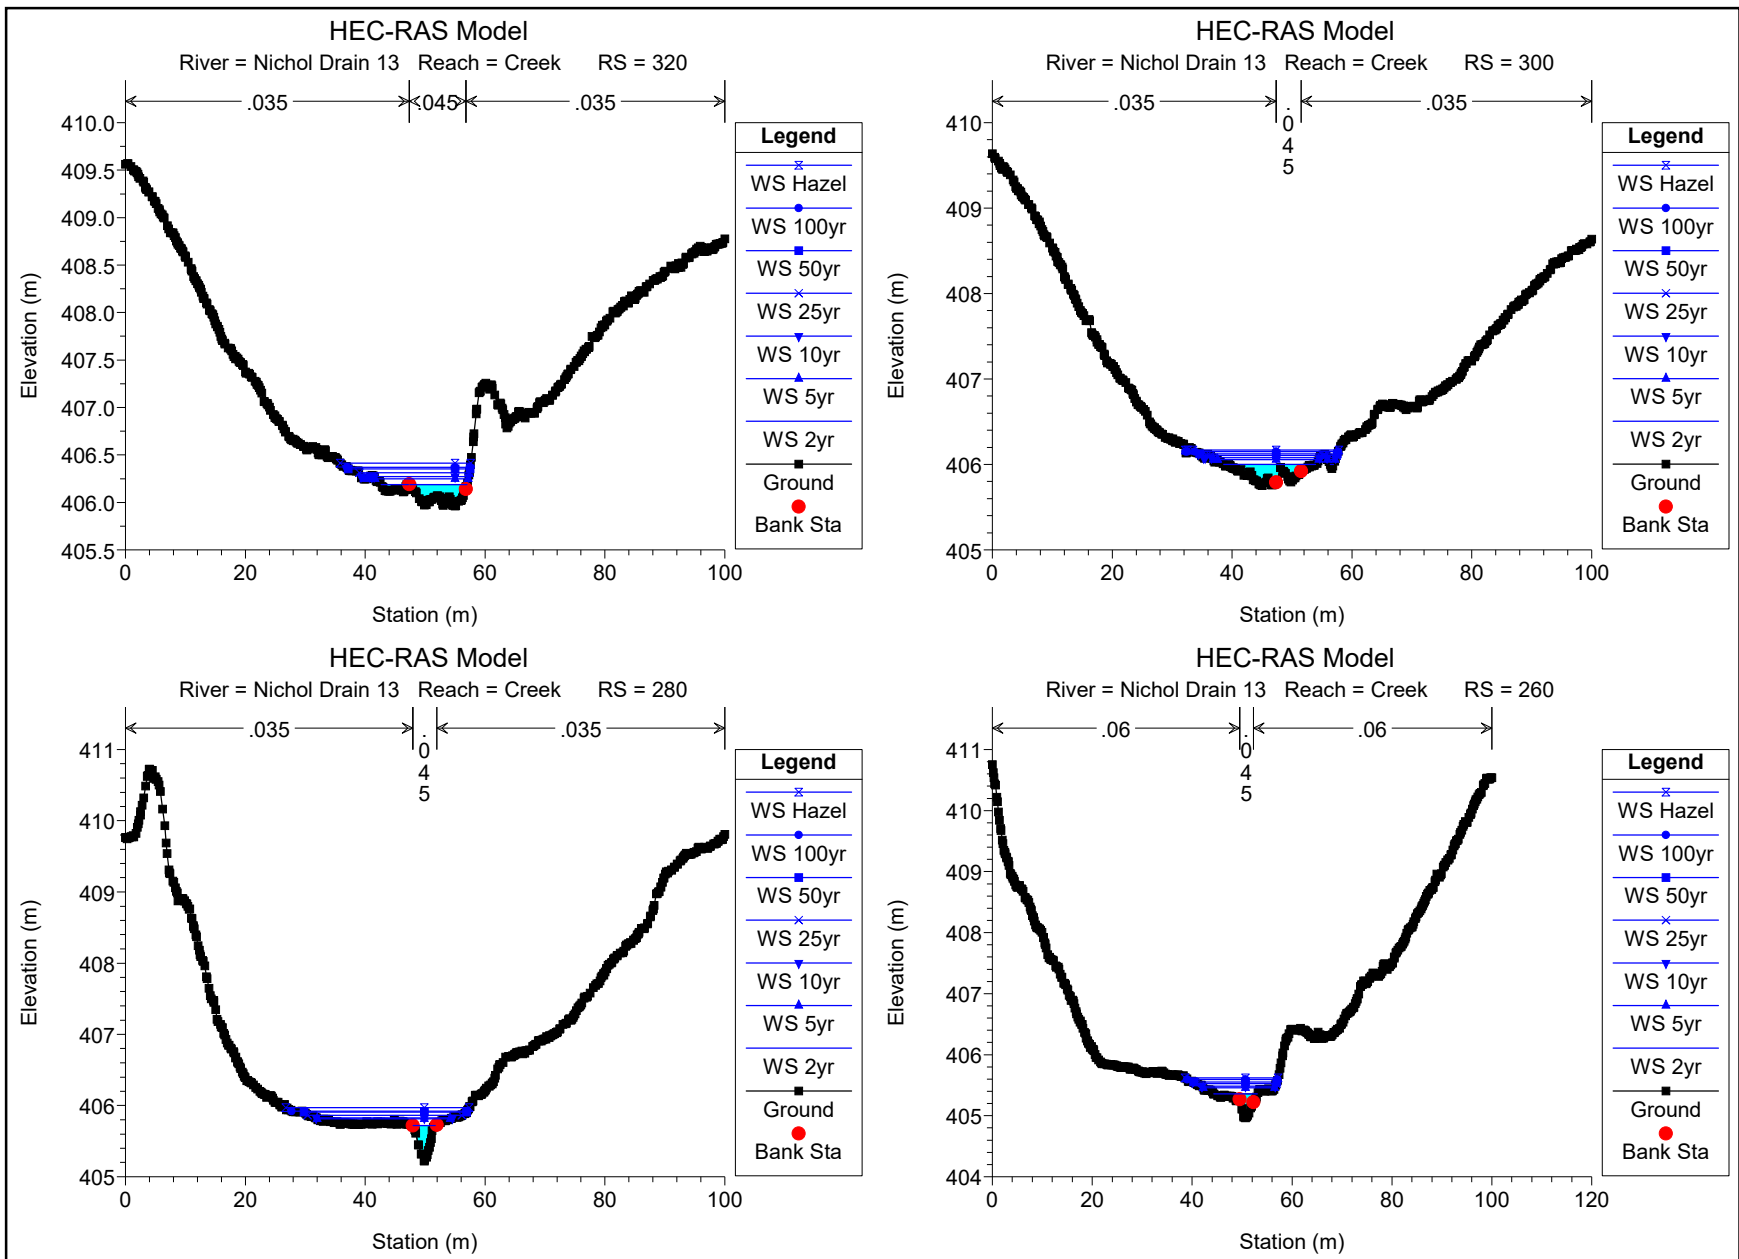 HEC-RAS Model
River = Nichol Drain 13 Reach = Creek RS = 320
.035 .045 .035
410.0
409.5
409.0
408.5
408.0
407.5
407.0
406.5
406.0
405.5
Elevation (m)
0 20 40 60 80 100
Station (m)
Legend
WS Hazel
WS 100yr
WS 50yr
WS 25yr
WS 10yr
WS 5yr
WS 2yr
Ground
Bank Sta
HEC-RAS Model
River = Nichol Drain 13 Reach = Creek RS = 300
.035 .045 .035
410
409
408
407
406
405
Elevation (m)
0 20 40 60 80 100
Station (m)
Legend
WS Hazel
WS 100yr
WS 50yr
WS 25yr
WS 10yr
WS 5yr
WS 2yr
Ground
Bank Sta
HEC-RAS Model
River = Nichol Drain 13 Reach = Creek RS = 280
.035 .045 .035
411
410
409
408
407
406
405
Elevation (m)
0 20 40 60 80 100
Station (m)
Legend
WS Hazel
WS 100yr
WS 50yr
WS 25yr
WS 10yr
WS 5yr
WS 2yr
Ground
Bank Sta
HEC-RAS Model
River = Nichol Drain 13 Reach = Creek RS = 260
.06 .045 .06
411
410
409
408
407
406
405
404
Elevation (m)
0 20 40 60 80 100 120
Station (m)
Legend
WS Hazel
WS 100yr
WS 50yr
WS 25yr
WS 10yr
WS 5yr
WS 2yr
Ground
Bank Sta